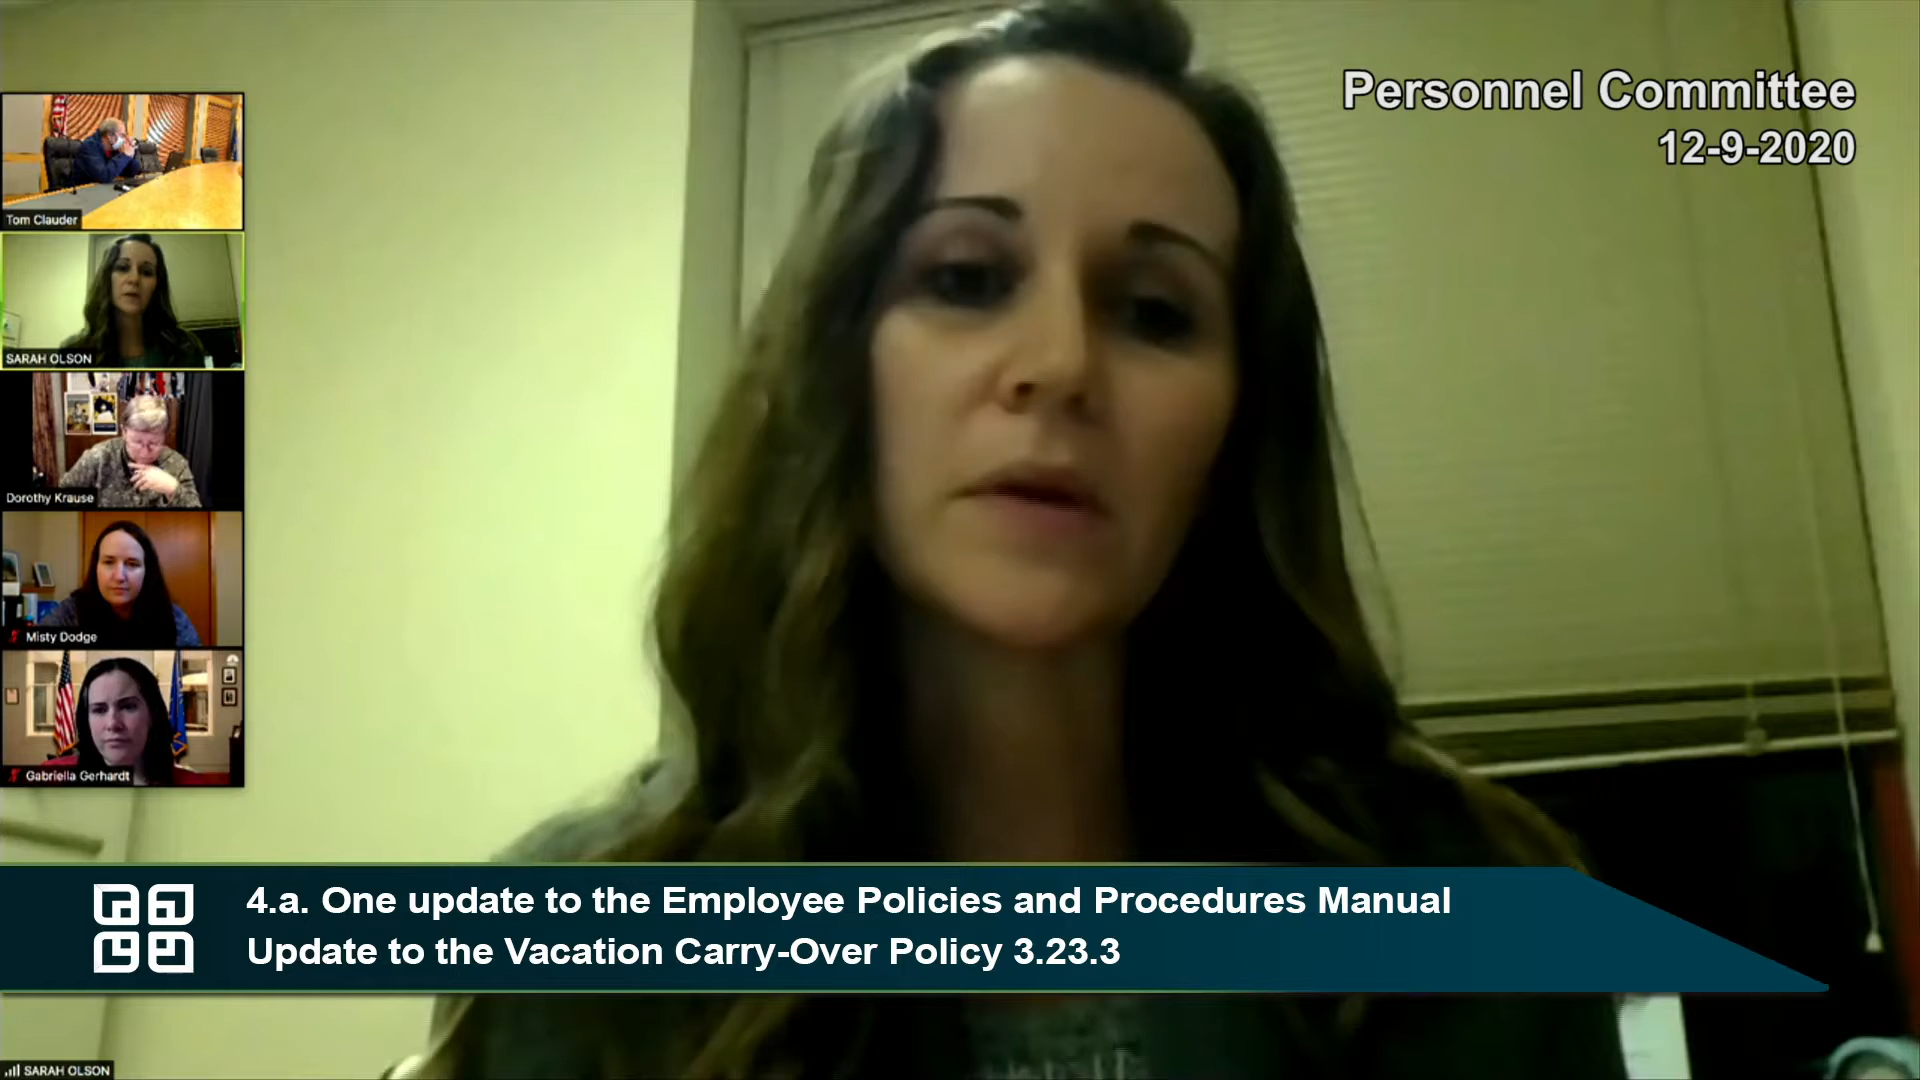 Personnel Committee
12-9-2020
Tom Clauder
SARAH OLSON
Dorothy Krause
Misty Dodge
Gabriella Gerhardt
4.a. One update to the Employee Policies and Procedures Manual
Update to the Vacation Carry-Over Policy 3.23.3
SARAH OLSON